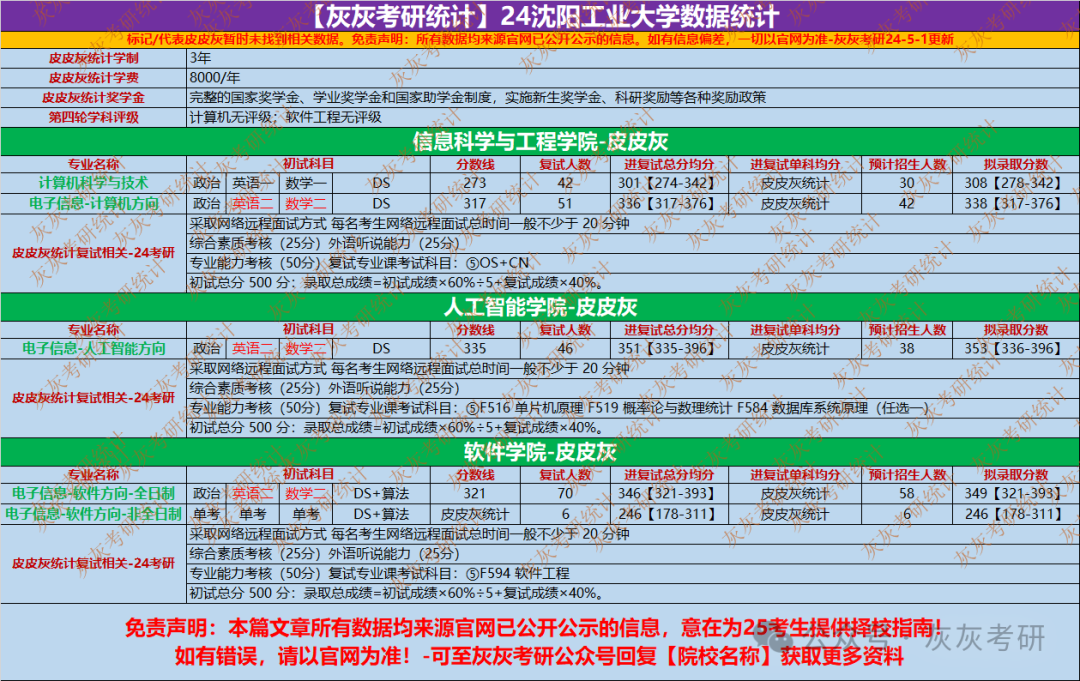 【灰灰考研统计】24沈阳工业大学数据统计
标记/代表皮皮灰暂时未找到相关数据。免责声明：所有数据均来源官网已公开公示的信息。如有信息偏差，一切以官网为准-灰灰考研24-5-1更新
皮皮灰统计学制 3年
皮皮灰统计学费 8000/年
皮皮灰统计奖学金 完整的国家奖学金、学业奖学金和国家助学金制度，实施新生奖学金、科研奖励等各种奖励政策
第四轮学科评级 计算机无评级；软件工程无评级
信息科学与工程学院-皮皮灰
专业名称 初试科目 分数线 复试人数 进复试总分均分 进复试单科均分 预计招生人数 拟录取分数
计算机科学与技术 政治 英语一 数学一 DS 273 42 301【274-342】 皮皮灰统计 30 308【278-342】
电子信息-计算机方向 政治 英语二 数学二 DS 317 51 336【317-376】 皮皮灰统计 42 338【317-376】
皮皮灰统计复试相关-24考研
采取网络远程面试方式 每名考生网络远程面试总时间一般不少于 20 分钟
综合素质考核（25分）外语听说能力（25分）
专业能力考核（50分）复试专业课考试科目：⑤OS+CN
初试总分 500 分：录取总成绩=初试成绩×60%÷5+复试成绩×40%。
人工智能学院-皮皮灰
专业名称 初试科目 分数线 复试人数 进复试总分均分 进复试单科均分 预计招生人数 拟录取分数
电子信息-人工智能方向 政治 英语二 数学二 DS 335 46 351【335-396】 皮皮灰统计 38 353【336-396】
皮皮灰统计复试相关-24考研
采取网络远程面试方式 每名考生网络远程面试总时间一般不少于 20 分钟
综合素质考核（25分）外语听说能力（25分）
专业能力考核（50分）复试专业课考试科目：⑤F516 单片机原理 F519 概率论与数理统计 F584 数据库系统原理（任选一）
初试总分 500 分：录取总成绩=初试成绩×60%÷5+复试成绩×40%。
软件学院-皮皮灰
专业名称 初试科目 分数线 复试人数 进复试总分均分 进复试单科均分 预计招生人数 拟录取分数
电子信息-软件方向-全日制 政治 英语二 数学二 DS+算法 321 70 346【321-393】 皮皮灰统计 58 349【321-393】
电子信息-软件方向-非全日制 单考 单考 单考 DS+算法 皮皮灰统计 6 246【178-311】 皮皮灰统计 6 246【178-311】
皮皮灰统计复试相关-24考研
采取网络远程面试方式 每名考生网络远程面试总时间一般不少于 20 分钟
综合素质考核（25分）外语听说能力（25分）
专业能力考核（50分）复试专业课考试科目：⑤F594 软件工程
初试总分 500 分：录取总成绩=初试成绩×60%÷5+复试成绩×40%。
免责声明：本篇文章所有数据均来源官网已公开公示的信息，意在为25考生提供择校指南！
如有错误，请以官网为准！-可至灰灰考研公众号回复【院校名称】获取更多资料
公众号·灰灰考研